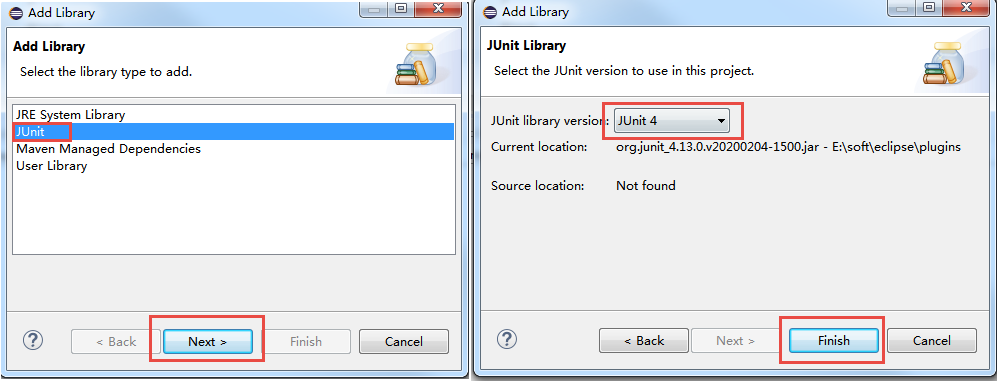 Add Library
Add Library
Select the library type to add.
JRE System Library
JUnit
Maven Managed Dependencies
User Library
?
< Back
Next >
Finish
Cancel
Add Library
JUnit Library
Select the JUnit version to use in this project.
JUnit library version: JUnit 4
Current location: org.junit_4.13.0.v20200204-1500.jar - E:\soft\eclipse\plugins
Source location: Not found
?
< Back
Next >
Finish
Cancel